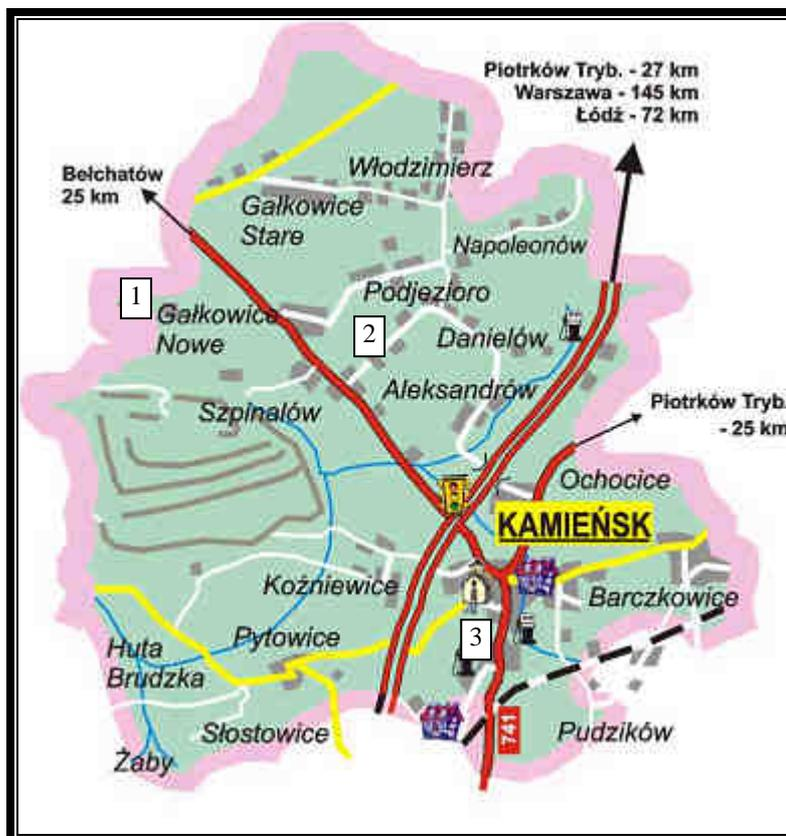 Piotrków Tryb. - 27 km
Warszawa - 145 km
Łódź - 72 km
Bełchatów
25 km
Włodzimierz
Gałkowice
Stare
Napoleonów
1
Podjezioro
Gałkowice
Nowe
2
Danielów
Aleksandrów
Szpinalów
Piotrków Tryb.
- 25 km
Ochocice
KAMIEŃSK
Koźniewice
Barczkowice
3
Huta
Brudzka
Pytowice
741
Słostowice
Pudzików
Żaby